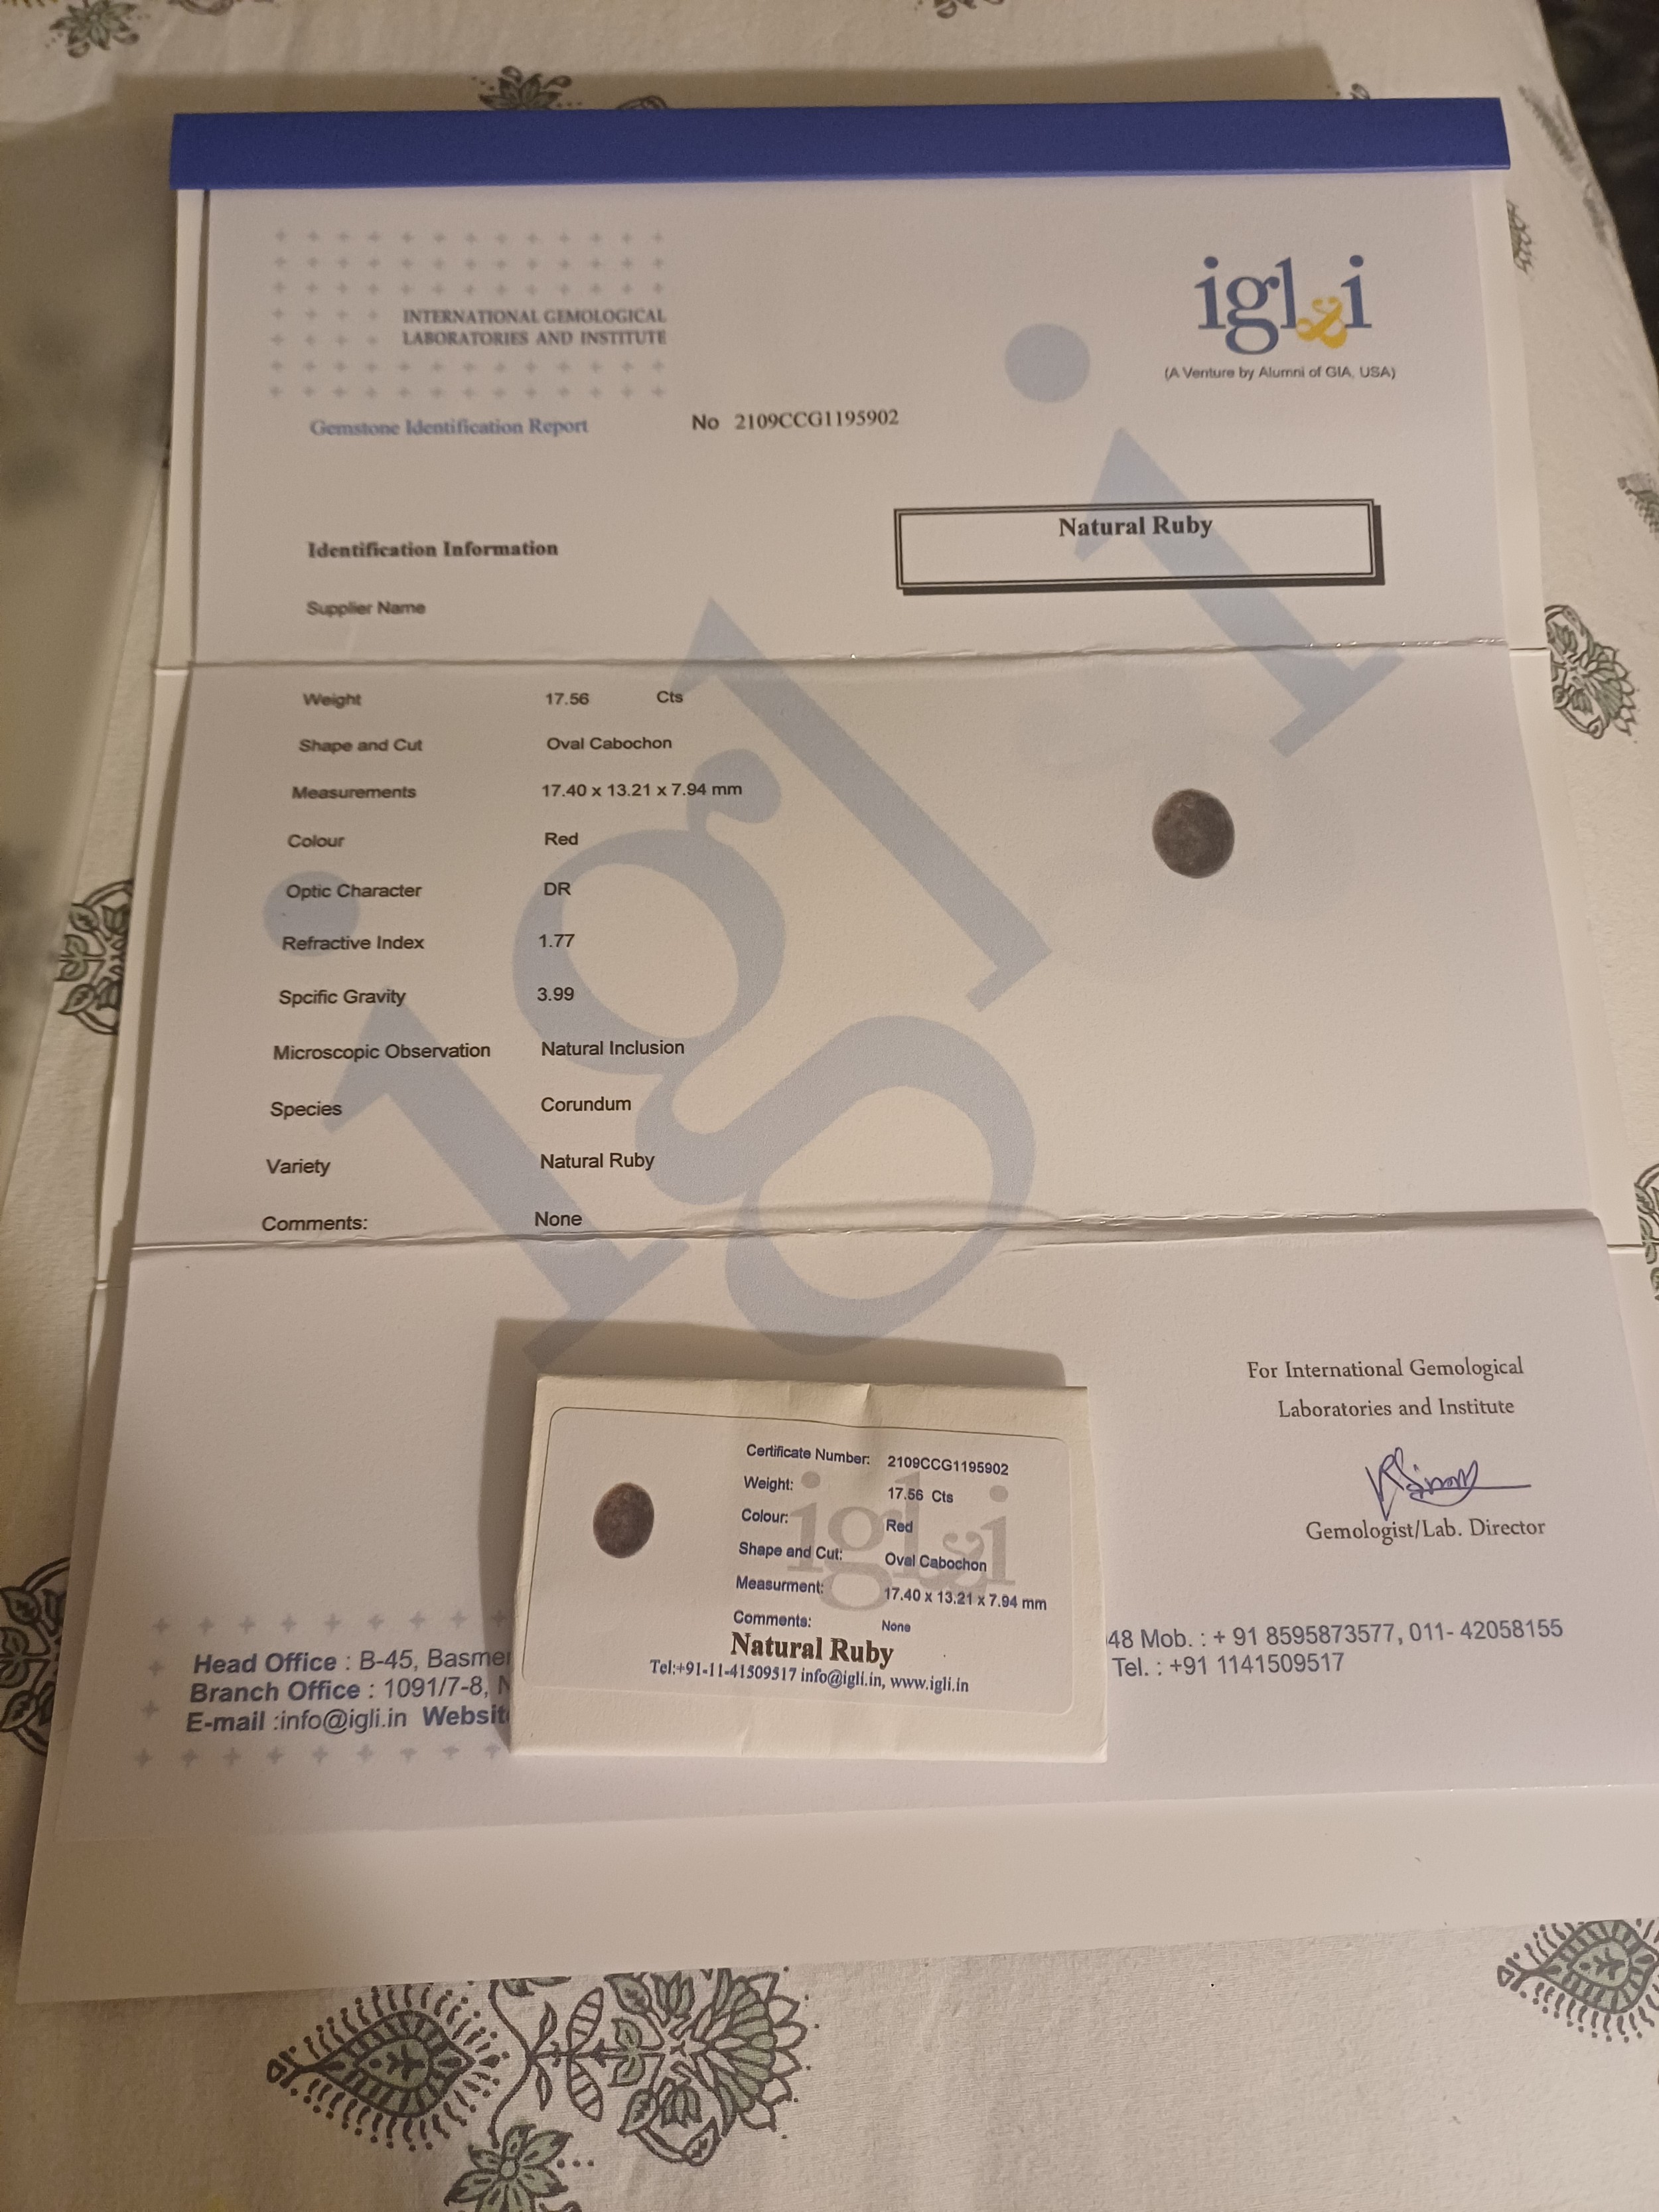 INTERNATIONAL GEMOLOGICAL
LABORATORIES AND INSTITUTE
igl&i
(A Venture by Alumni of GIA, USA)
Gemstone Identification Report No 2109CCG1195902
Natural Ruby
Identification Information
Supplier Name
Weight 17.56 Cts
Shape and Cut Oval Cabochon
Measurements 17.40 x 13.21 x 7.94 mm
Colour Red
Optic Character DR
Refractive Index 1.77
Spcific Gravity 3.99
Microscopic Observation Natural Inclusion
Species Corundum
Variety Natural Ruby
Comments: None
igl&i
For International Gemological
Laboratories and Institute
Gemologist/Lab. Director
Certificate Number: 2109CCG1195902
Weight: 17.56 Cts
Colour: Red
Shape and Cut: Oval Cabochon
Measurment: 17.40 x 13.21 x 7.94 mm
Comments: None
Natural Ruby
Tel:+91-11-41509517 info@igli.in, www.igli.in
igl&i
Head Office : B-45, 48 Mob. : + 91 8595873577, 011- 42058155
Branch Office : 1091/7-8, Tel. : +91 1141509517
E-mail :info@igli.in